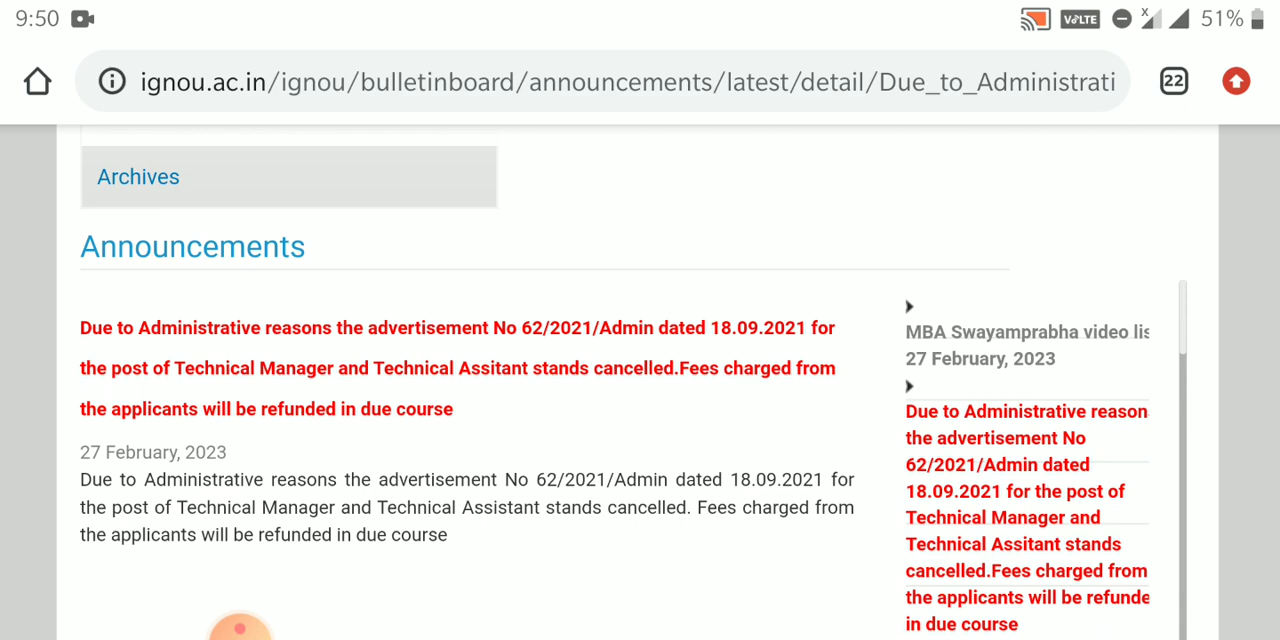 9:50
VoLTE
x
51%
ignou.ac.in/ignou/bulletinboard/announcements/latest/detail/Due_to_Administrati
22
Archives
Announcements
Due to Administrative reasons the advertisement No 62/2021/Admin dated 18.09.2021 for
the post of Technical Manager and Technical Assitant stands cancelled.Fees charged from
the applicants will be refunded in due course
27 February, 2023
Due to Administrative reasons the advertisement No 62/2021/Admin dated 18.09.2021 for
the post of Technical Manager and Technical Assistant stands cancelled. Fees charged from
the applicants will be refunded in due course
MBA Swayamprabha video lis
27 February, 2023
Due to Administrative reason
the advertisement No
62/2021/Admin dated
18.09.2021 for the post of
Technical Manager and
Technical Assitant stands
cancelled.Fees charged from
the applicants will be refunde
in due course